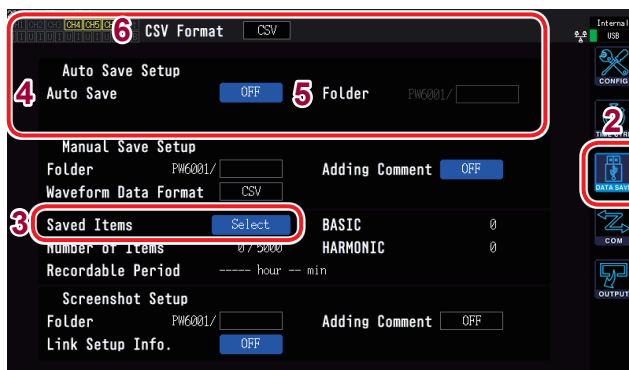 CH4 CH5
6 CSV Format CSV
Internal
USB
Auto Save Setup
4 Auto Save OFF 5 Folder PW6001/
CONFIG
2
Manual Save Setup
Folder PW6001/ Adding Comment OFF
Waveform Data Format CSV
DATA SAVE
3 Saved Items Select BASIC 0
Number of Items 0/5000 HARMONIC 0
COM
Recordable Period ----- hour -- min
Screenshot Setup
OUTPUT
Folder PW6001/ Adding Comment OFF
Link Setup Info. OFF